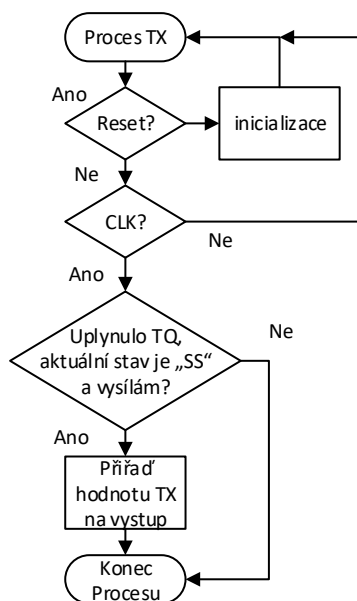 Proces TX
Ano
Reset?
inicializace
Ne
CLK?
Ne
Ano
Uplynulo TQ,
aktuální stav je „SS“
a vysílám?
Ne
Ano
Přiřaď
hodnotu TX
na vystup
Konec
Procesu